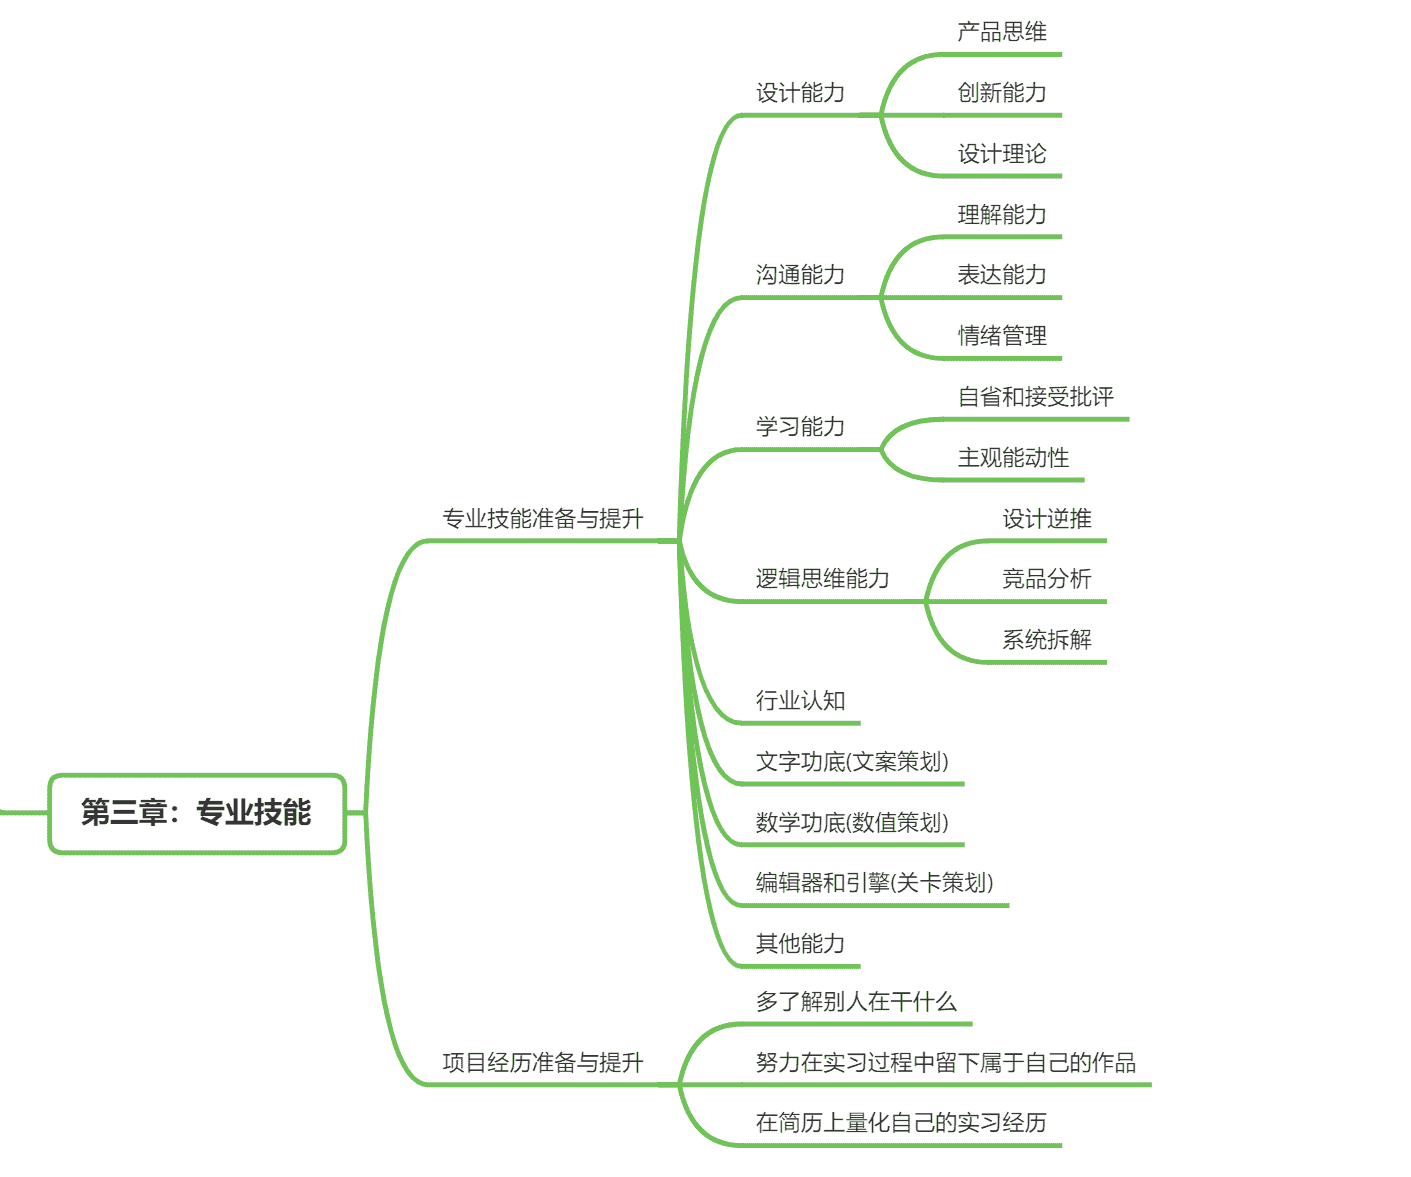 产品思维
设计能力
创新能力
设计理论
理解能力
沟通能力
表达能力
情绪管理
自省和接受批评
学习能力
主观能动性
专业技能准备与提升
设计逆推
逻辑思维能力
竞品分析
系统拆解
行业认知
文字功底(文案策划)
第三章：专业技能
数学功底(数值策划)
编辑器和引擎(关卡策划)
其他能力
多了解别人在干什么
项目经历准备与提升
努力在实习过程中留下属于自己的作品
在简历上量化自己的实习经历